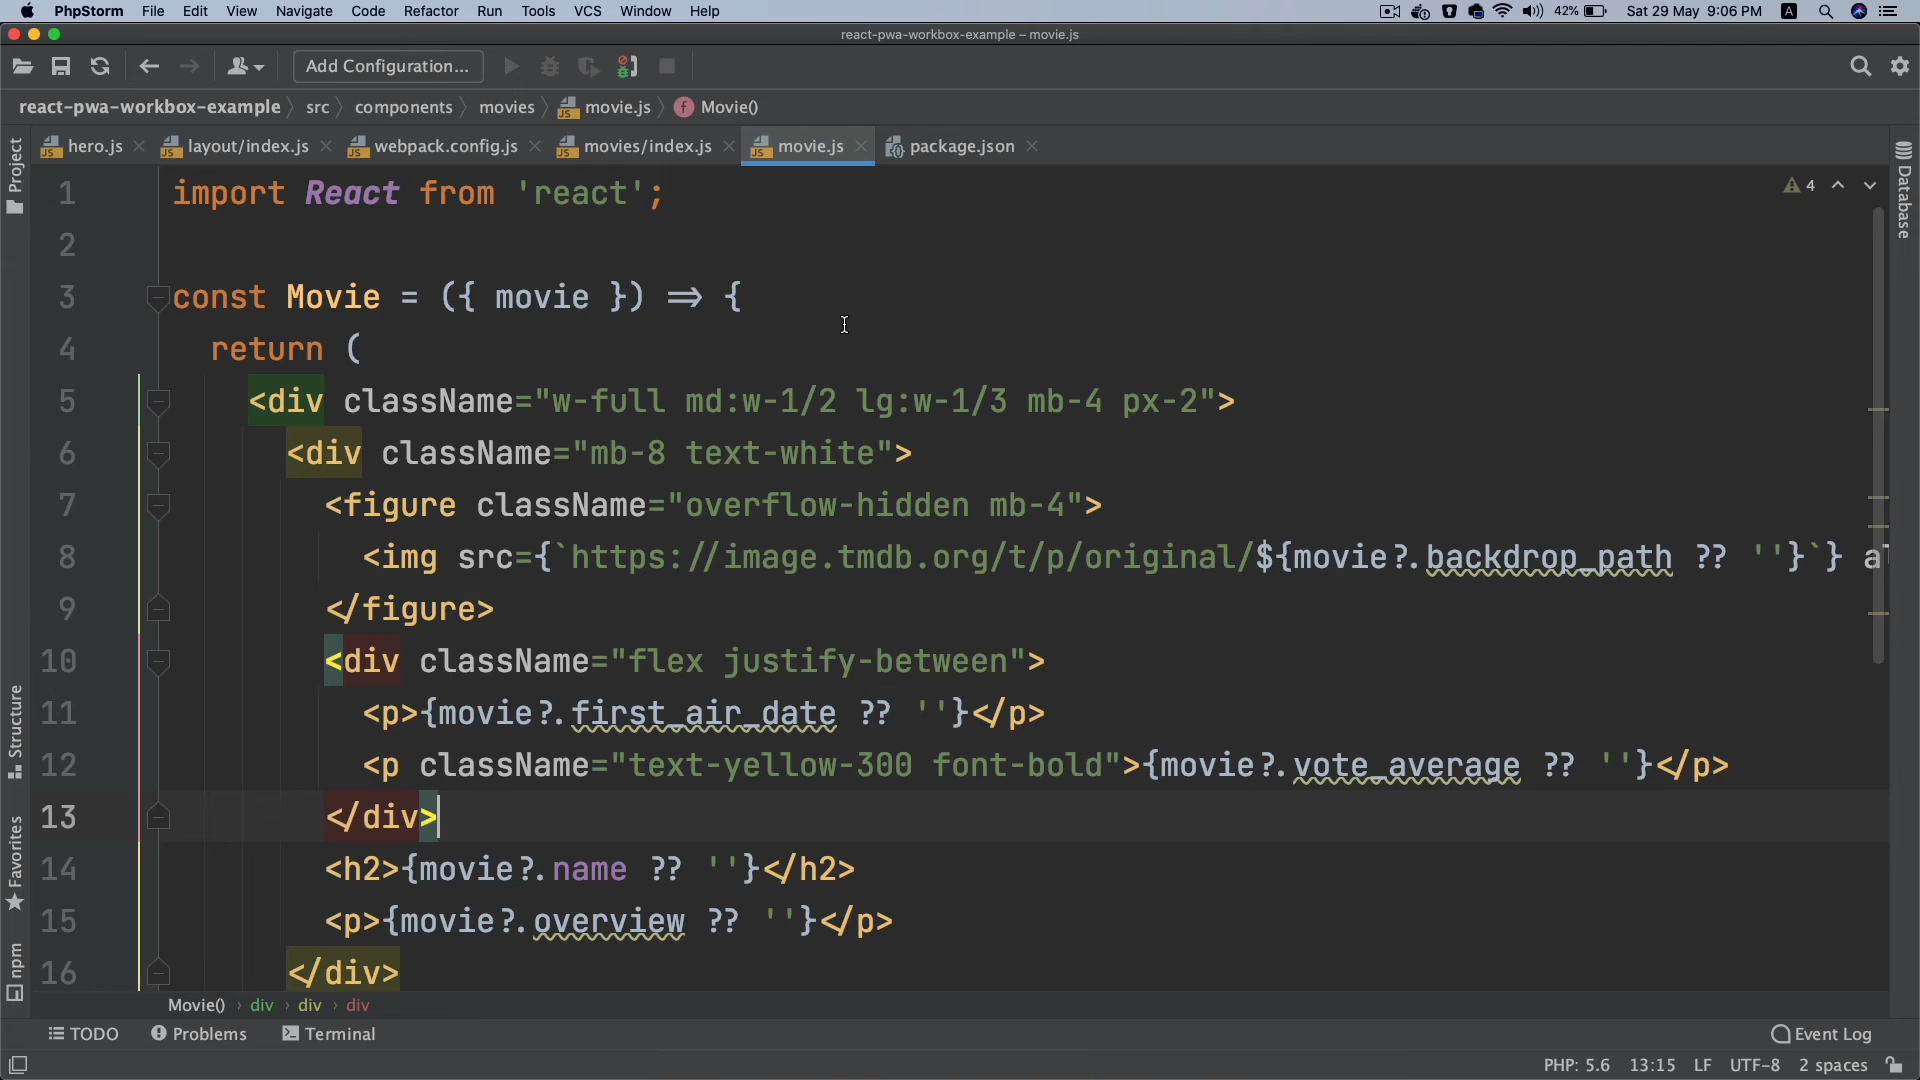 PhpStorm File Edit View Navigate Code Refactor Run Tools VCS Window Help 42% Sat 29 May 9:06 PM A
react-pwa-workbox-example – movie.js
Add Configuration...
react-pwa-workbox-example src components movies movie.js f Movie()
hero.js layout/index.js webpack.config.js movies/index.js movie.js package.json
Project
Structure
Favorites
npm
Database
4
1 import React from 'react';
2
3 const Movie = ({ movie }) => {
4 return (
5 <div className="w-full md:w-1/2 lg:w-1/3 mb-4 px-2">
6 <div className="mb-8 text-white">
7 <figure className="overflow-hidden mb-4">
8 <img src={`https://image.tmdb.org/t/p/original/${movie?.backdrop_path ?? ''}`} al
9 </figure>
10 <div className="flex justify-between">
11 <p>{movie?.first_air_date ?? ''}</p>
12 <p className="text-yellow-300 font-bold">{movie?.vote_average ?? ''}</p>
13 </div>
14 <h2>{movie?.name ?? ''}</h2>
15 <p>{movie?.overview ?? ''}</p>
16 </div>
Movie() › div › div › div
TODO Problems Terminal Event Log
PHP: 5.6 13:15 LF UTF-8 2 spaces